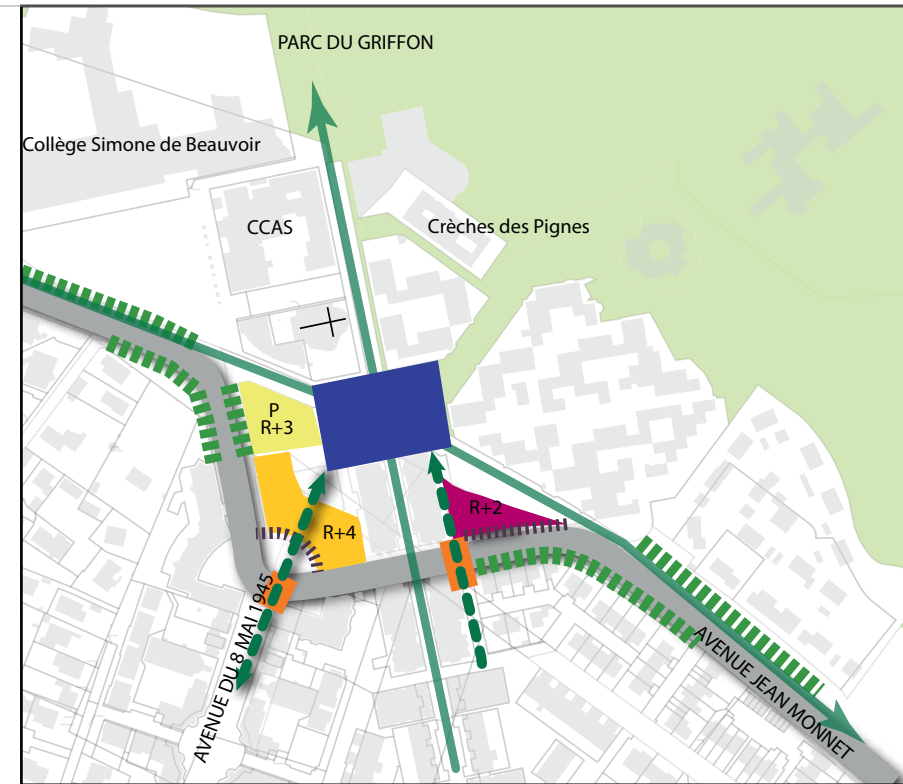 PARC DU GRIFFON
Collège Simone de Beauvoir
CCAS
Crèches des Pignes
P
R+3
R+4
R+2
AVENUE DU 8 MAI 1945
AVENUE JEAN MONNET